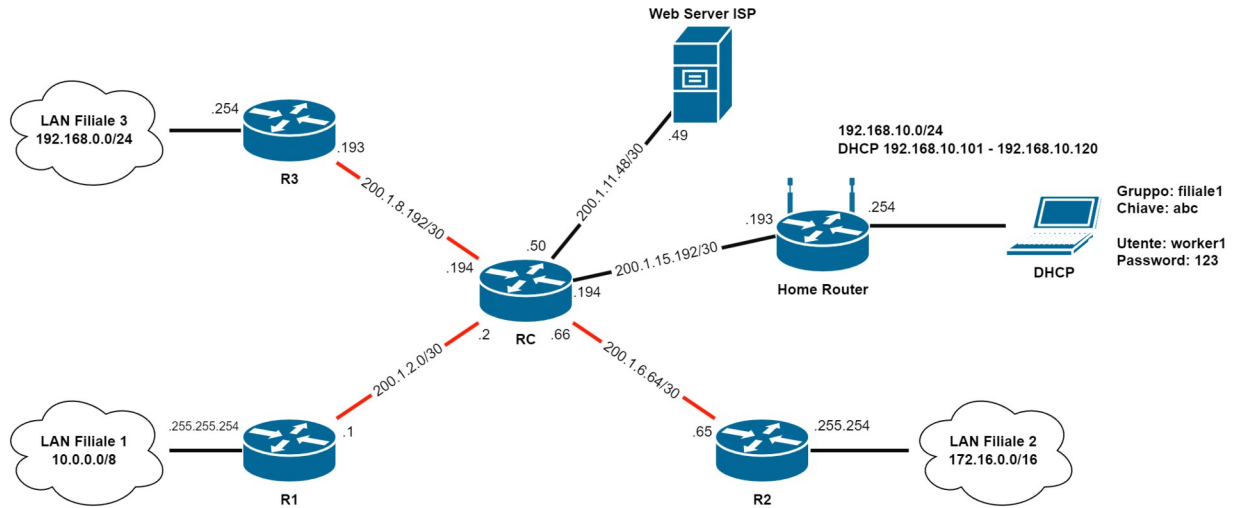 Web Server ISP
.49
LAN Filiale 3
192.168.0.0/24
.254
.193
R3
200.1.8.192/30
200.1.11.48/30
192.168.10.0/24
DHCP 192.168.10.101 - 192.168.10.120
.193
.254
Home Router
Gruppo: filiale1
Chiave: abc
Utente: worker1
Password: 123
DHCP
200.1.15.192/30
.50
.194
.194
.2
.66
RC
200.1.2.0/30
200.1.6.64/30
LAN Filiale 1
10.0.0.0/8
.255.255.254
.1
R1
.65
.255.254
R2
LAN Filiale 2
172.16.0.0/16